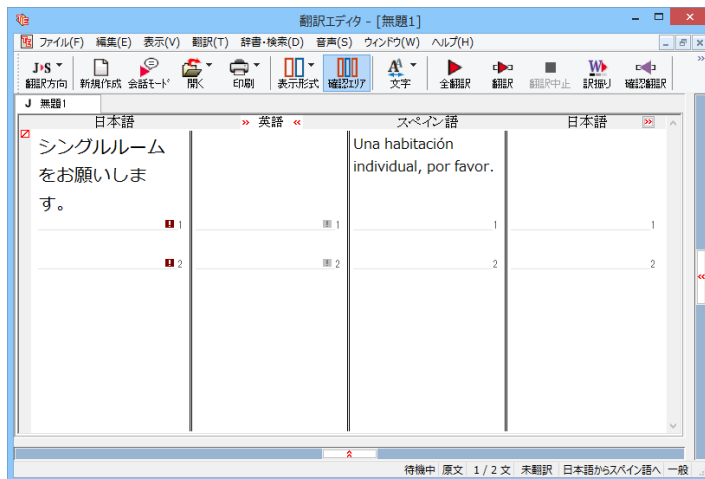 翻訳エディタ - [無題1]
ファイル(F) 編集(E) 表示(V) 翻訳(T) 辞書・検索(D) 音声(S) ウィンドウ(W) ヘルプ(H)
J▸S
翻訳方向 新規作成 会話モード 開く 印刷 表示形式 確認エリア 文字 全翻訳 翻訳 翻訳中止 訳振り 確認翻訳
J 無題1
日本語 » 英語 « スペイン語 日本語 »
シングルルーム
をお願いしま
す。
Una habitación
individual, por favor.
1 1 1 1
2 2 2 2
待機中 原文 1 / 2 文 未翻訳 日本語からスペイン語へ 一般